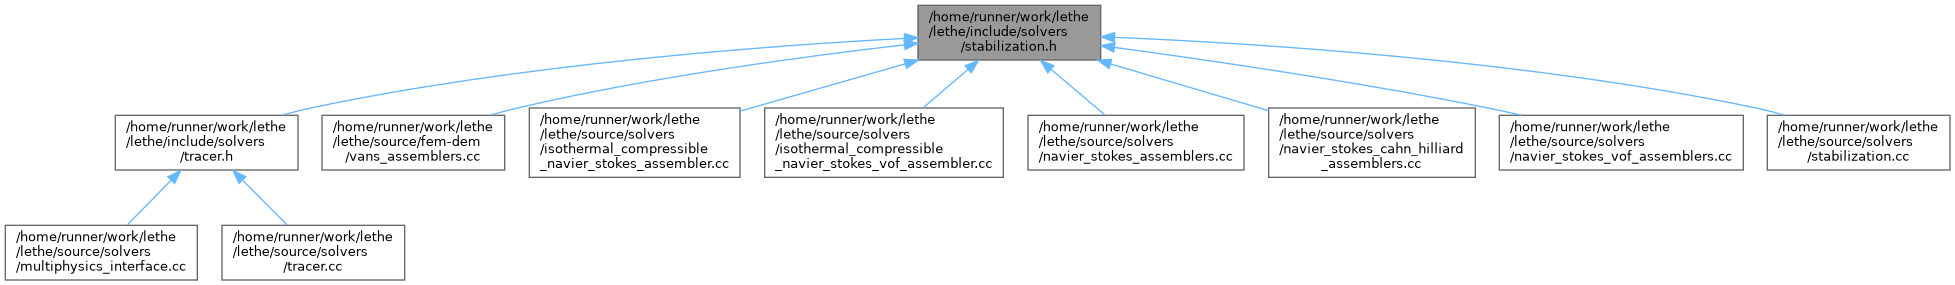 /home/runner/work/lethe
/lethe/include/solvers
/stabilization.h
/home/runner/work/lethe
/lethe/include/solvers
/tracer.h
/home/runner/work/lethe
/lethe/source/fem-dem
/vans_assemblers.cc
/home/runner/work/lethe
/lethe/source/solvers
/isothermal_compressible
_navier_stokes_assembler.cc
/home/runner/work/lethe
/lethe/source/solvers
/isothermal_compressible
_navier_stokes_vof_assembler.cc
/home/runner/work/lethe
/lethe/source/solvers
/navier_stokes_assemblers.cc
/home/runner/work/lethe
/lethe/source/solvers
/navier_stokes_cahn_hilliard
_assemblers.cc
/home/runner/work/lethe
/lethe/source/solvers
/navier_stokes_vof_assemblers.cc
/home/runner/work/lethe
/lethe/source/solvers
/stabilization.cc
/home/runner/work/lethe
/lethe/source/solvers
/multiphysics_interface.cc
/home/runner/work/lethe
/lethe/source/solvers
/tracer.cc